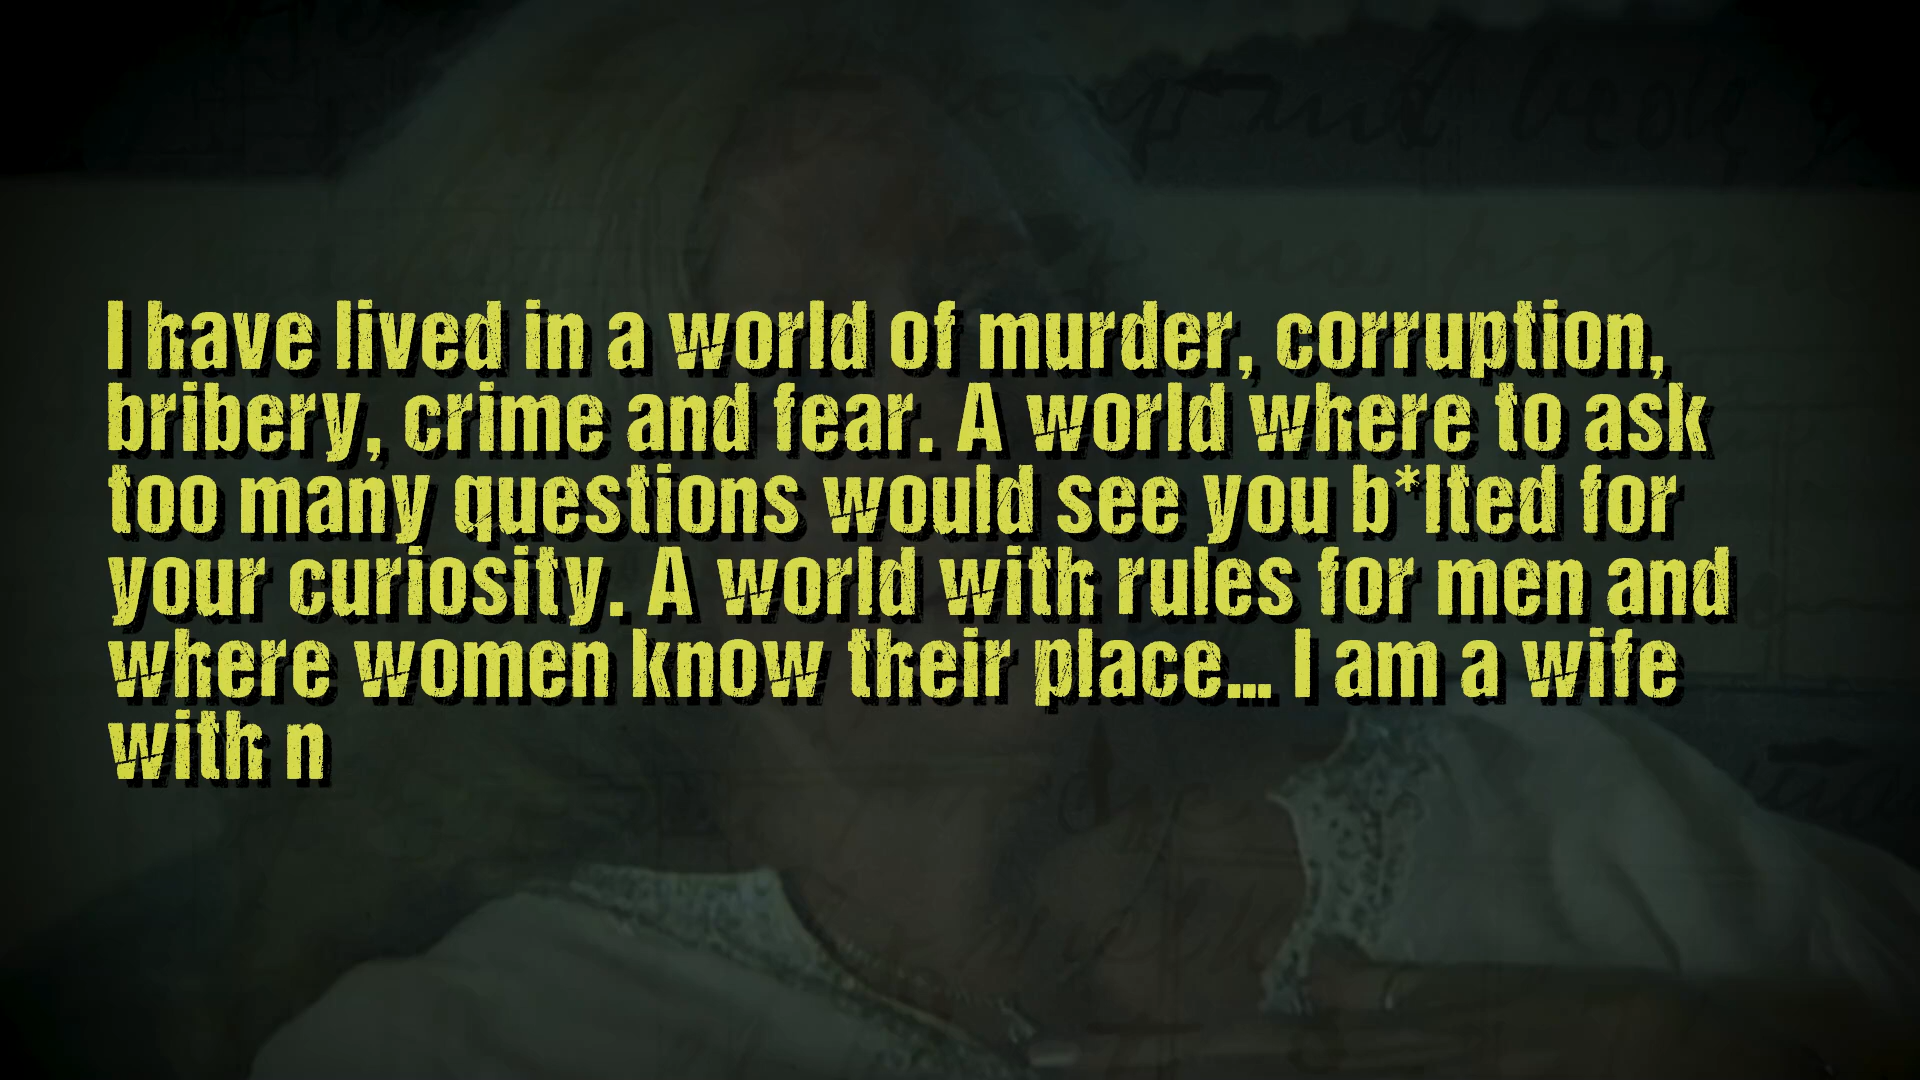 I have lived in a world of murder, corruption,
bribery, crime and fear. A world where to ask
too many questions would see you b*lted for
your curiosity. A world with rules for men and
where women know their place... I am a wife
with n